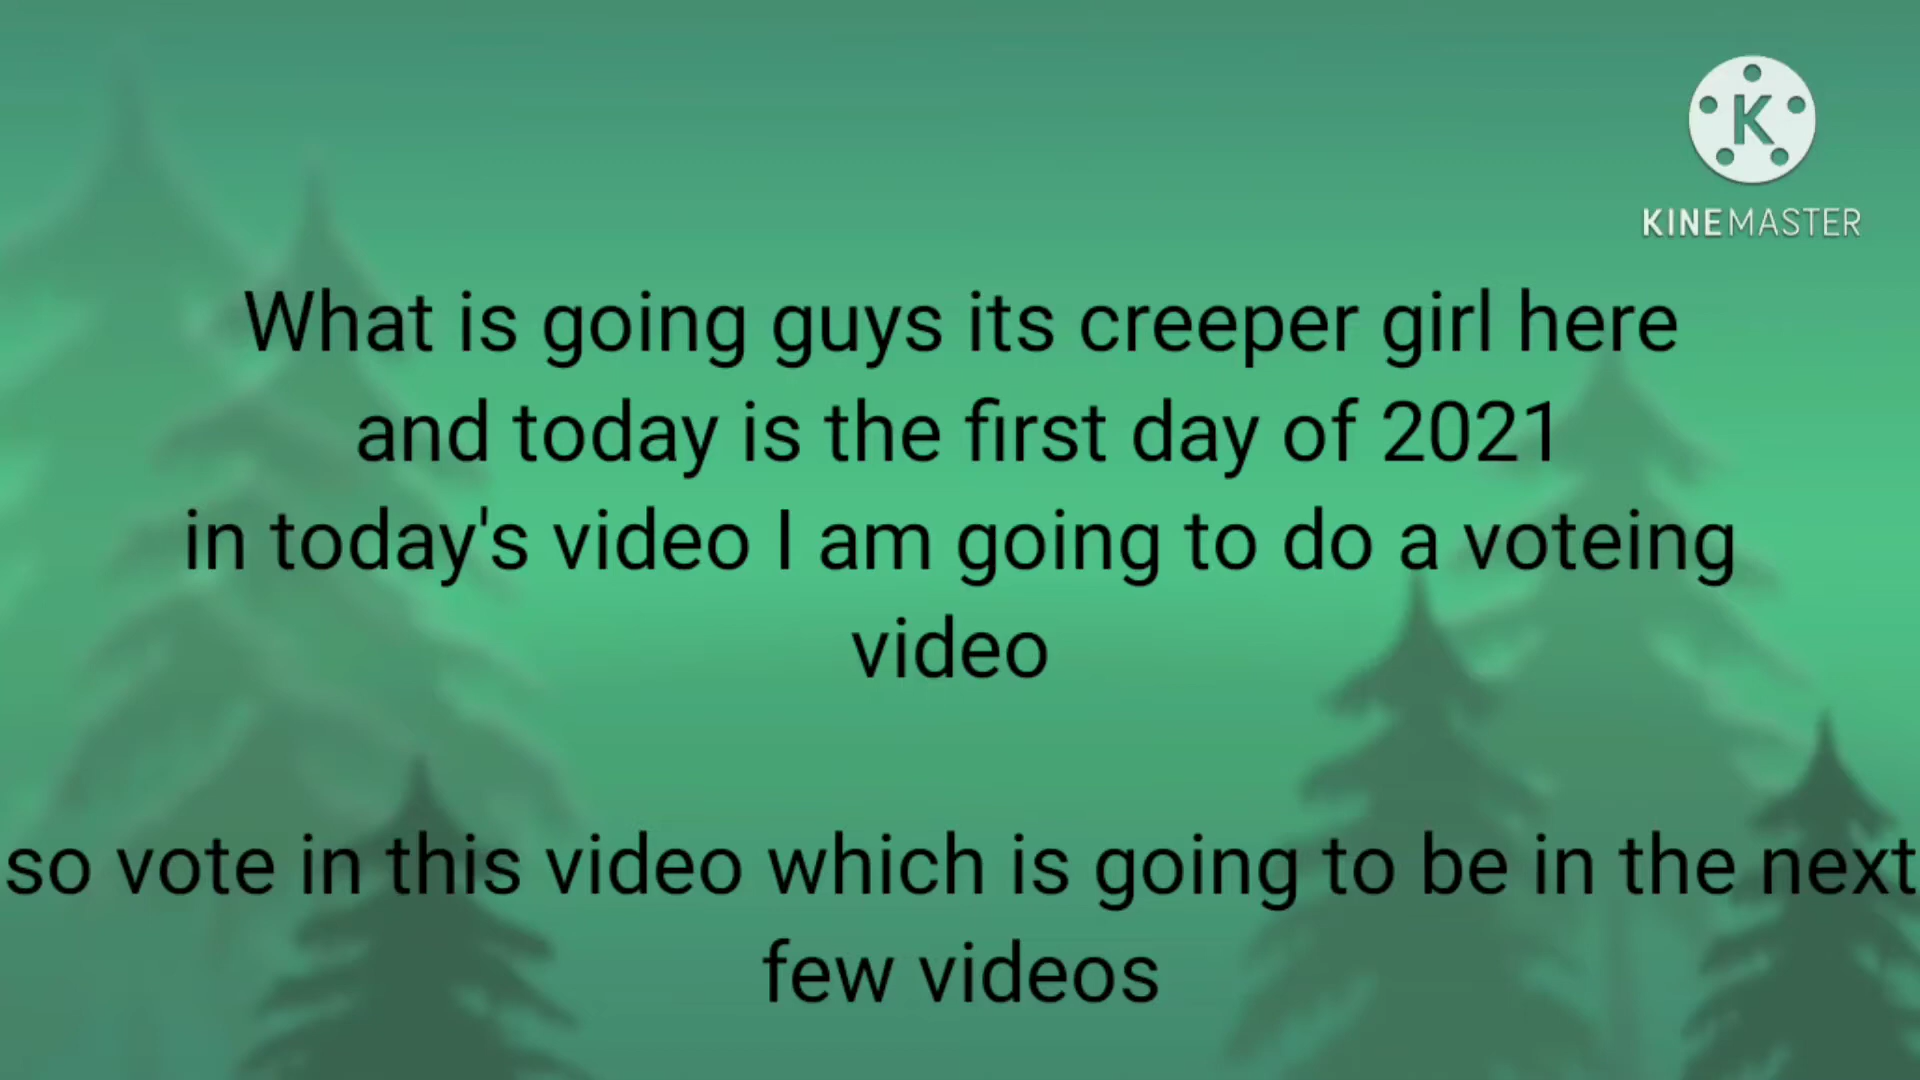 K
KINEMASTER
What is going guys its creeper girl here
and today is the first day of 2021
in today's video I am going to do a voteing
video
so vote in this video which is going to be in the next
few videos